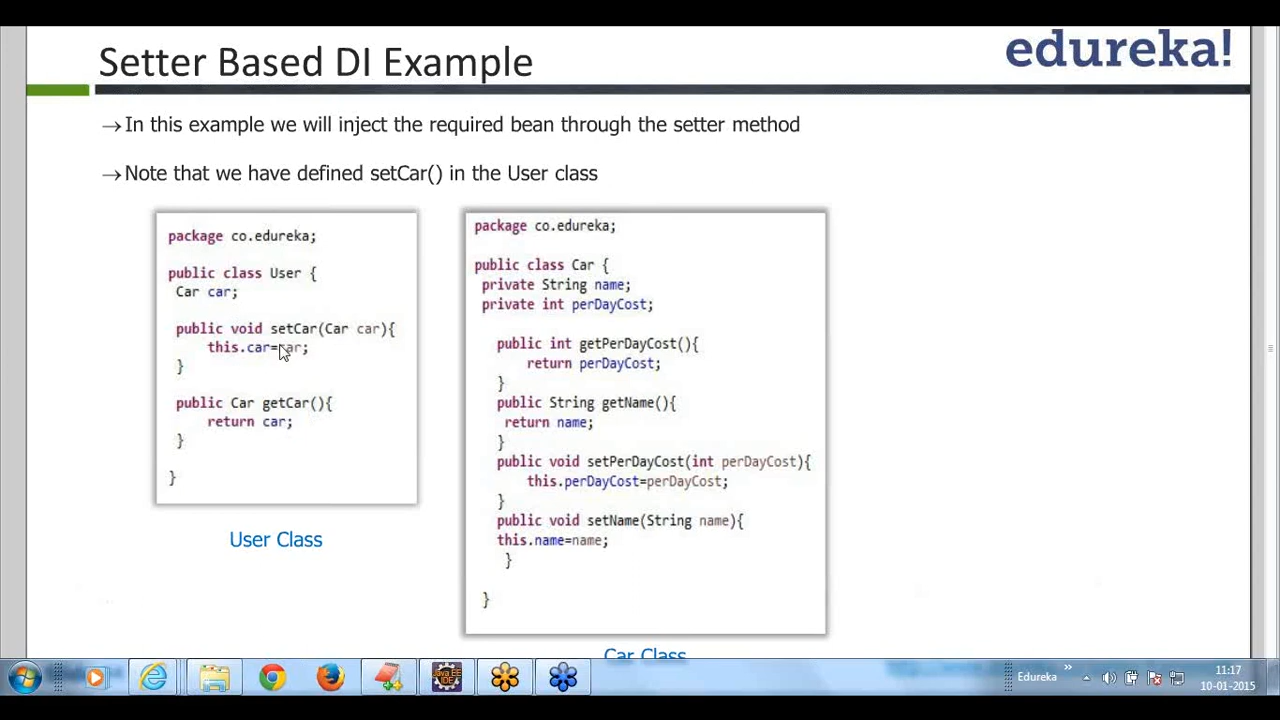 Setter Based DI Example
edureka!
→In this example we will inject the required bean through the setter method
→Note that we have defined setCar() in the User class
package co.edureka;
public class User {
Car car;
public void setCar(Car car){
this.car=car;
}
public Car getCar(){
return car;
}
}
User Class
package co.edureka;
public class Car {
private String name;
private int perDayCost;
public int getPerDayCost(){
return perDayCost;
}
public String getName(){
return name;
}
public void setPerDayCost(int perDayCost){
this.perDayCost=perDayCost;
}
public void setName(String name){
this.name=name;
}
}
Car Class
Java EE
IDE
Edureka
»
11:17
10-01-2015